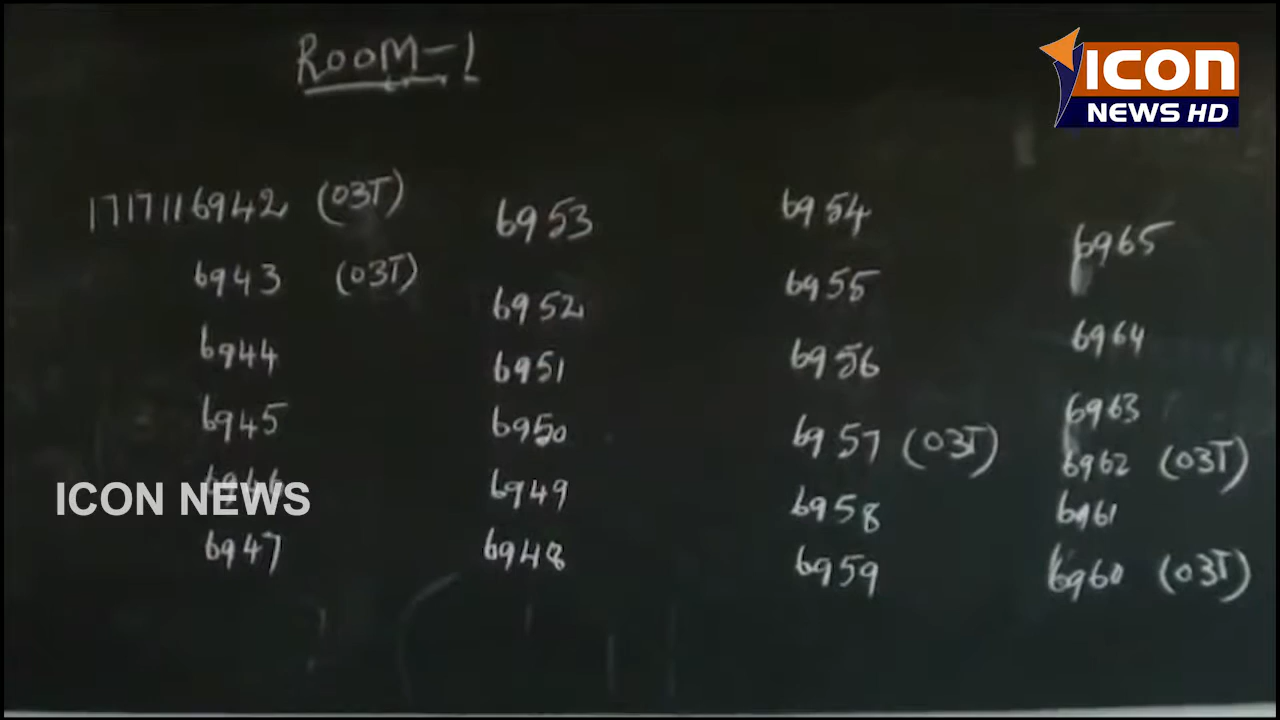 ROOM-1
ICON
NEWS HD
1717116942 (03T)
6943 (03T)
6944
6945
6946
ICON NEWS
6947
6953
6952
6951
6950
6949
6948
6954
6955
6956
6957 (03T)
6958
6959
6965
6964
6963
6962 (03T)
6961
6960 (03T)